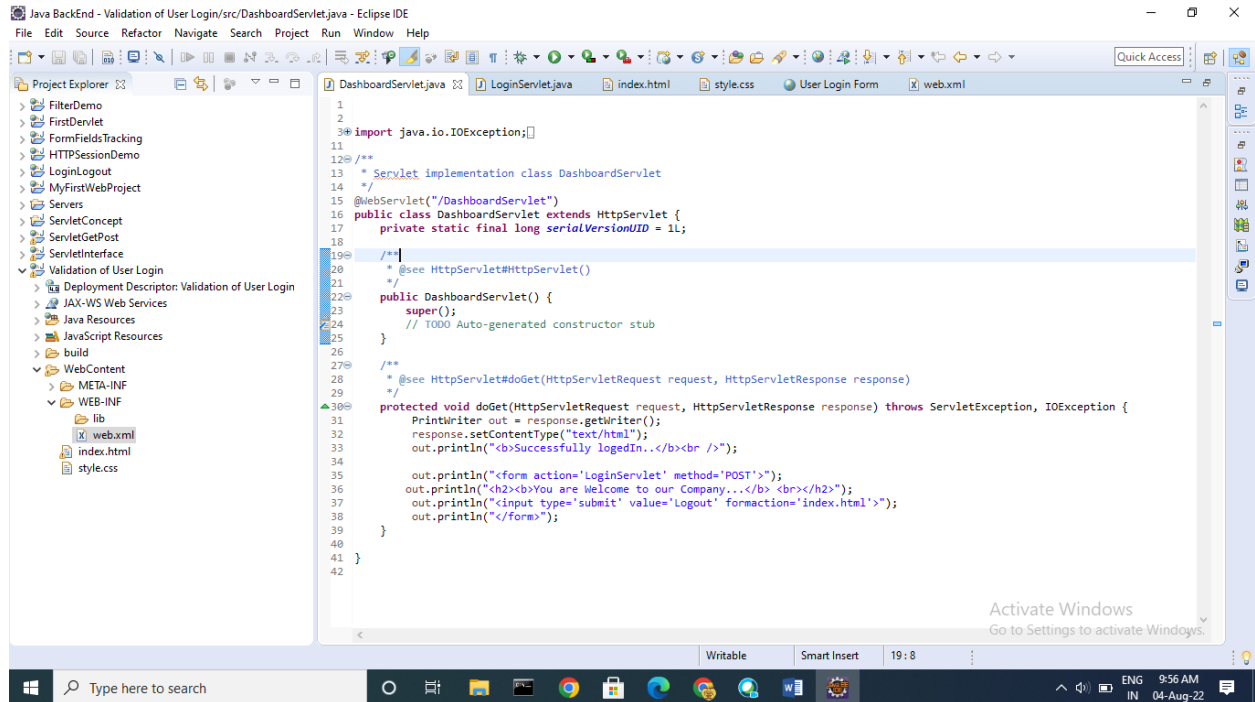 Java BackEnd - Validation of User Login/src/DashboardServlet.java - Eclipse IDE
File Edit Source Refactor Navigate Search Project Run Window Help
Quick Access
Project Explorer
FilterDemo
FirstDervlet
FormFieldsTracking
HTTPSessionDemo
LoginLogout
MyFirstWebProject
Servers
ServletConcept
ServletGetPost
ServletInterface
Validation of User Login
Deployment Descriptor: Validation of User Login
JAX-WS Web Services
Java Resources
JavaScript Resources
build
WebContent
META-INF
WEB-INF
lib
web.xml
index.html
style.css
DashboardServlet.java LoginServlet.java index.html style.css User Login Form web.xml
1
2
3 import java.io.IOException;
11
12 /**
13 * Servlet implementation class DashboardServlet
14 */
15 @WebServlet("/DashboardServlet")
16 public class DashboardServlet extends HttpServlet {
17 private static final long serialVersionUID = 1L;
18
19 /**
20 * @see HttpServlet#HttpServlet()
21 */
22 public DashboardServlet() {
23 super();
24 // TODO Auto-generated constructor stub
25 }
26
27 /**
28 * @see HttpServlet#doGet(HttpServletRequest request, HttpServletResponse response)
29 */
30 protected void doGet(HttpServletRequest request, HttpServletResponse response) throws ServletException, IOException {
31 PrintWriter out = response.getWriter();
32 response.setContentType("text/html");
33 out.println("<b>Successfully logedIn..</b><br />");
34
35 out.println("<form action='LoginServlet' method='POST'>");
36 out.println("<h2><b>You are Welcome to our Company...</b> <br></h2>");
37 out.println("<input type='submit' value='Logout' formaction='index.html'>");
38 out.println("</form>");
39 }
40
41 }
42
Activate Windows
Go to Settings to activate Windows.
Writable Smart Insert 19 : 8
Type here to search
ENG 9:56 AM
IN 04-Aug-22